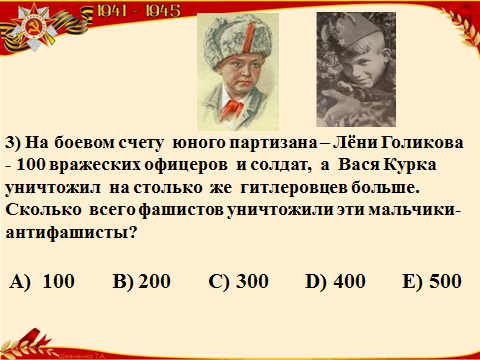 1941 - 1945
3) На боевом счету юного партизана – Лёни Голикова
- 100 вражеских офицеров и солдат, а Вася Курка
уничтожил на столько же гитлеровцев больше.
Сколько всего фашистов уничтожили эти мальчики-
антифашисты?
A) 100 B) 200 C) 300 D) 400 E) 500
Шевченко Т.А.